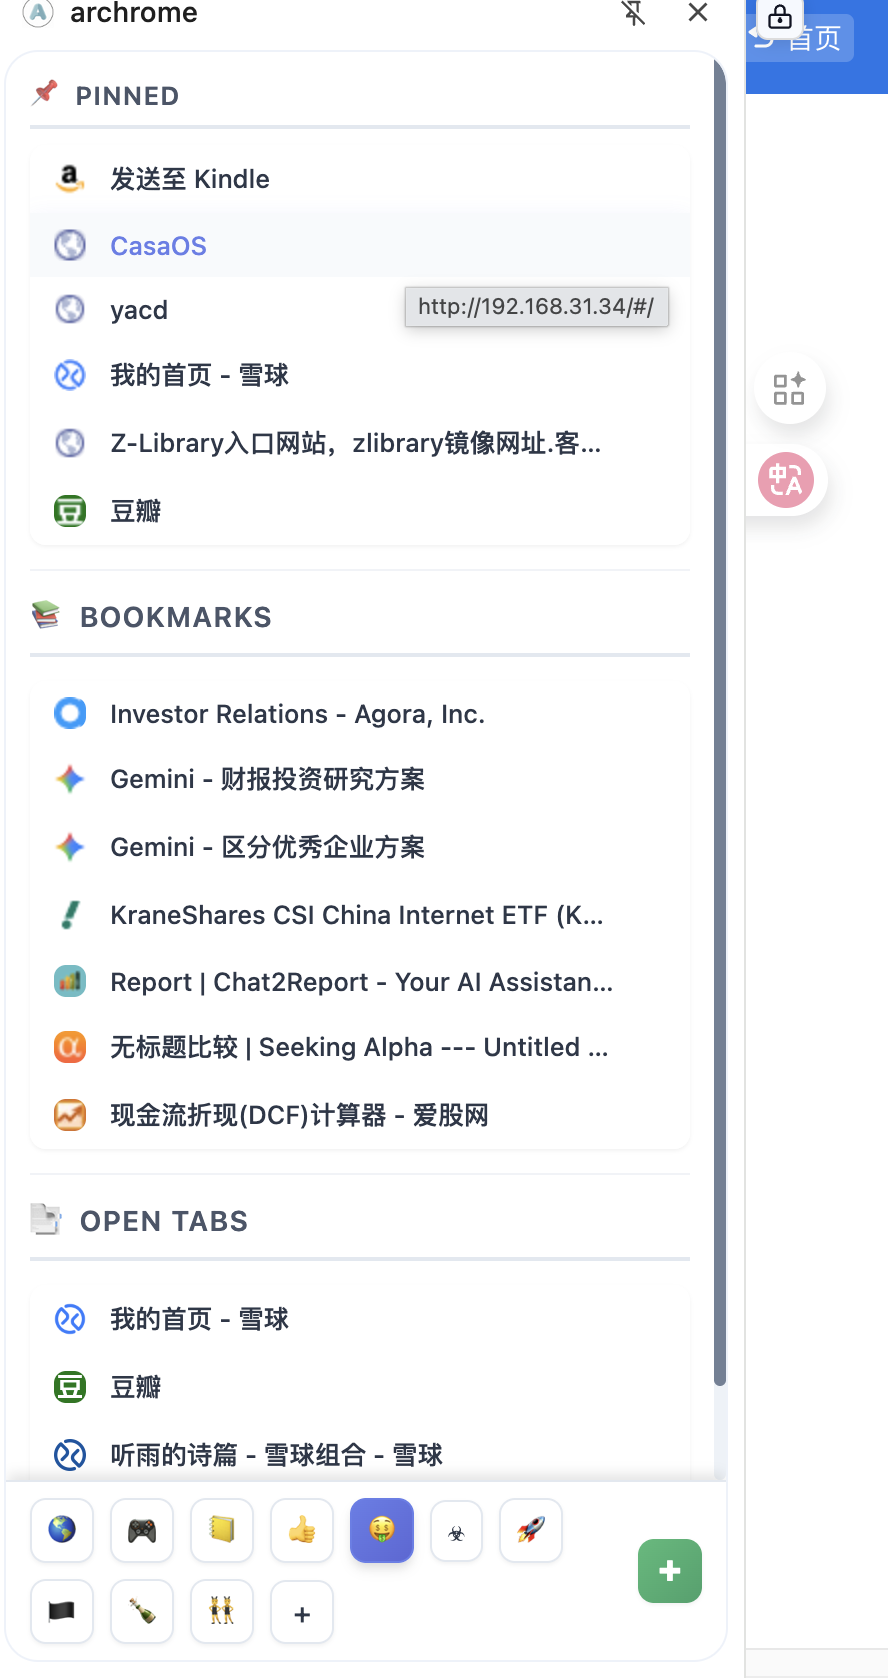 archrome
首页
PINNED
发送至 Kindle
CasaOS
yacd
http://192.168.31.34/#/
我的首页 - 雪球
Z-Library入口网站，zlibrary镜像网址.客...
豆瓣
BOOKMARKS
Investor Relations - Agora, Inc.
Gemini - 财报投资研究方案
Gemini - 区分优秀企业方案
KraneShares CSI China Internet ETF (K...
Report | Chat2Report - Your AI Assistan...
无标题比较 | Seeking Alpha --- Untitled ...
现金流折现(DCF)计算器 - 爱股网
OPEN TABS
我的首页 - 雪球
豆瓣
听雨的诗篇 - 雪球组合 - 雪球